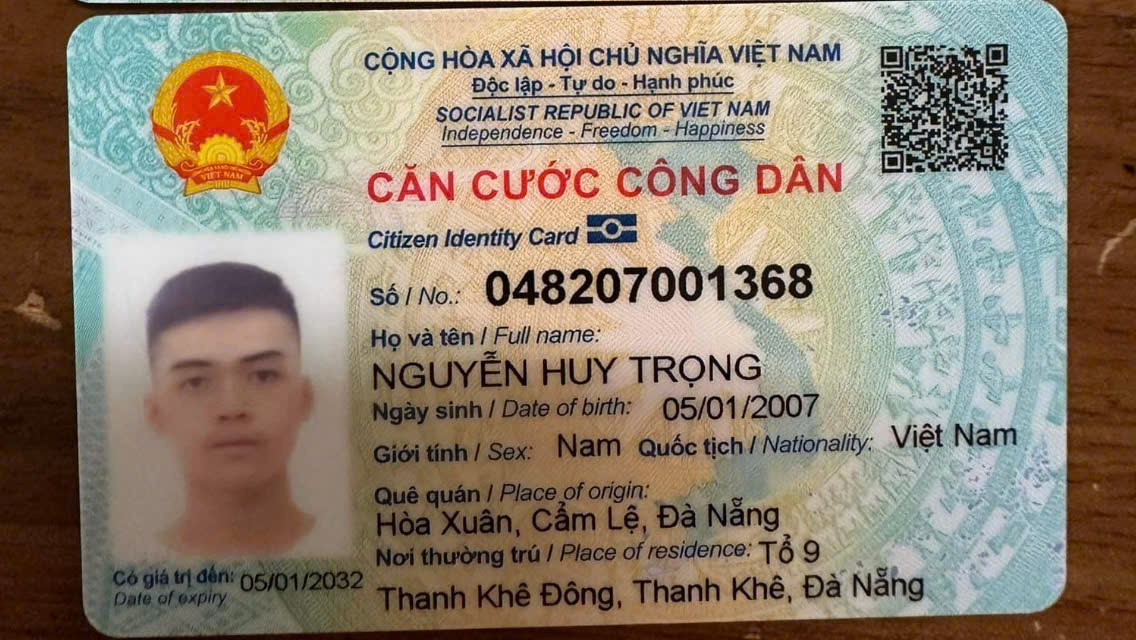 CỘNG HÒA XÃ HỘI CHỦ NGHĨA VIỆT NAM
Độc lập - Tự do - Hạnh phúc
SOCIALIST REPUBLIC OF VIET NAM
Independence - Freedom - Happiness
VIỆT NAM
CĂN CƯỚC CÔNG DÂN
Citizen Identity Card
Số / No.: 048207001368
Họ và tên / Full name:
NGUYỄN HUY TRỌNG
Ngày sinh / Date of birth: 05/01/2007
Giới tính / Sex: Nam Quốc tịch / Nationality: Việt Nam
Quê quán / Place of origin:
Hòa Xuân, Cẩm Lệ, Đà Nẵng
Nơi thường trú / Place of residence: Tổ 9
Thanh Khê Đông, Thanh Khê, Đà Nẵng
Có giá trị đến: 05/01/2032
Date of expiry